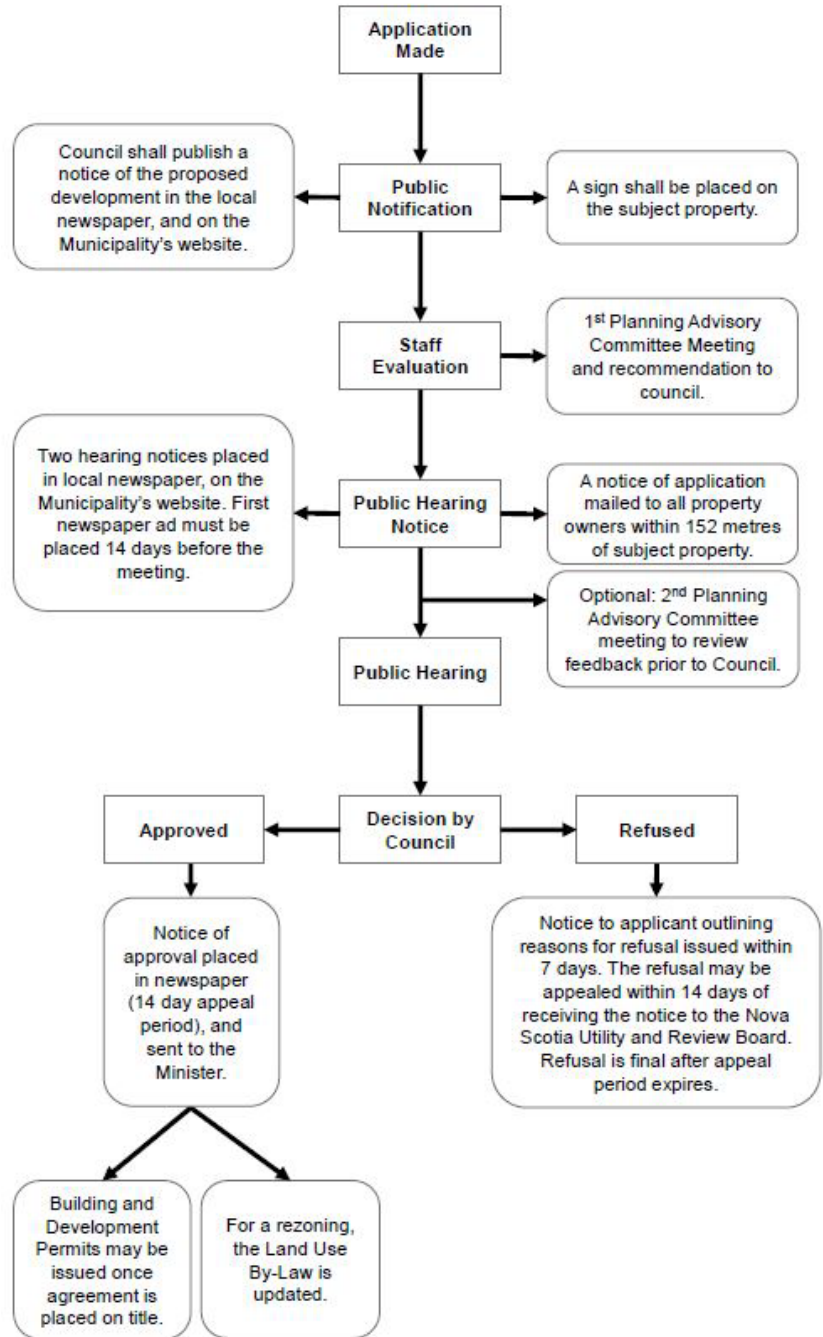 Application
Made
Council shall publish a
notice of the proposed
development in the local
newspaper, and on the
Municipality's website.
Public
Notification
A sign shall be placed on
the subject property.
Staff
Evaluation
1st Planning Advisory
Committee Meeting
and recommendation to
council.
Two hearing notices placed
in local newspaper, on the
Municipality's website. First
newspaper ad must be
placed 14 days before the
meeting.
Public Hearing
Notice
A notice of application
mailed to all property
owners within 152 metres
of subject property.
Optional: 2nd Planning
Advisory Committee
meeting to review
feedback prior to Council.
Public Hearing
Approved
Decision by
Council
Refused
Notice of
approval placed
in newspaper
(14 day appeal
period), and
sent to the
Minister.
Notice to applicant outlining
reasons for refusal issued within
7 days. The refusal may be
appealed within 14 days of
receiving the notice to the Nova
Scotia Utility and Review Board.
Refusal is final after appeal
period expires.
Building and
Development
Permits may be
issued once
agreement is
placed on title.
For a rezoning,
the Land Use
By-Law is
updated.